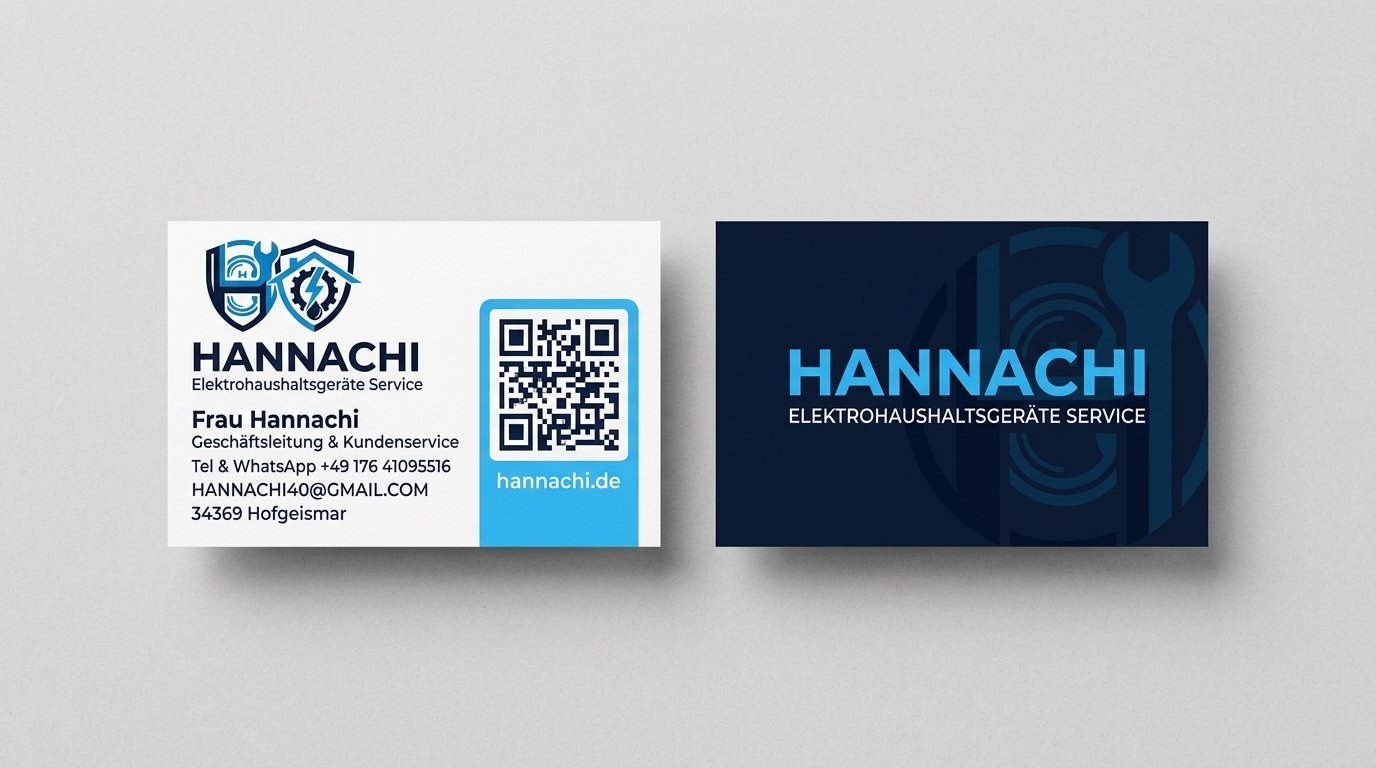 H
HANNACHI
Elektrohaushaltsgeräte Service
Frau Hannachi
Geschäftsleitung & Kundenservice
Tel & WhatsApp +49 176 41095516
HANNACHI40@GMAIL.COM
34369 Hofgeismar
hannachi.de
HANNACHI
ELEKTROHAUSHALTSGERÄTE SERVICE